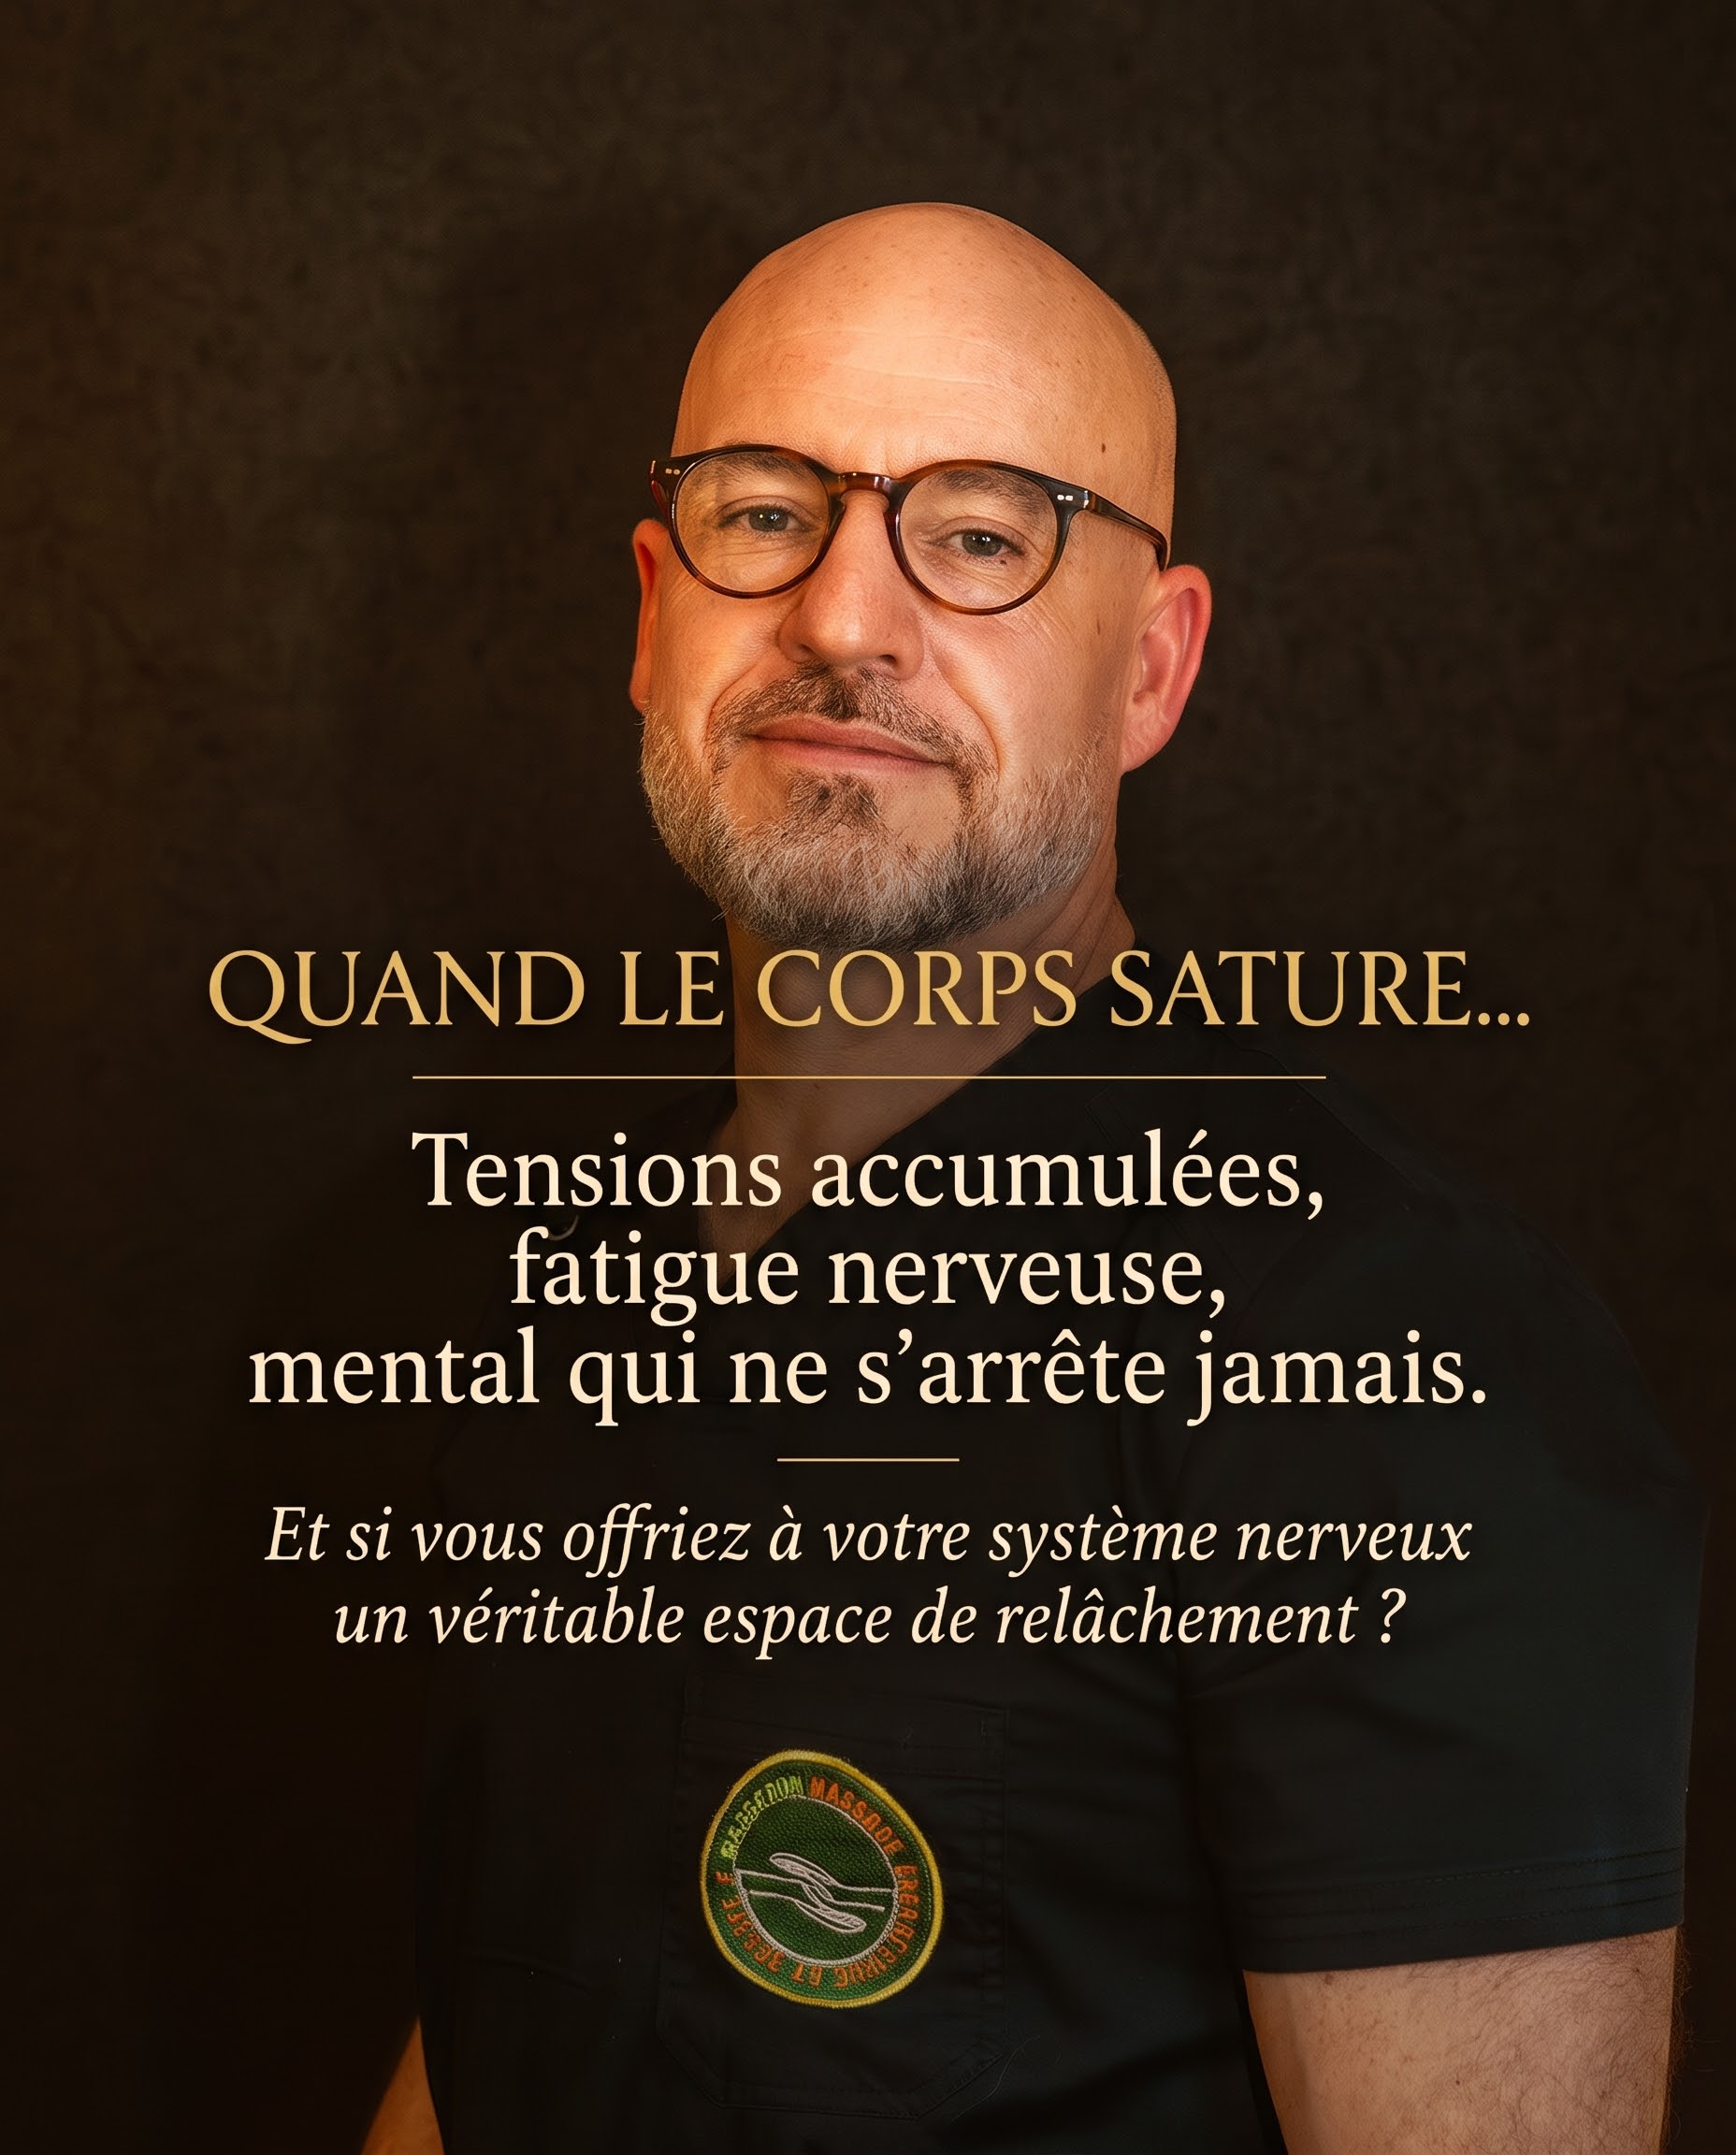 QUAND LE CORPS SATURE...
Tensions accumulées,
fatigue nerveuse,
mental qui ne s’arrête jamais.
Et si vous offriez à votre système nerveux
un véritable espace de relâchement ?